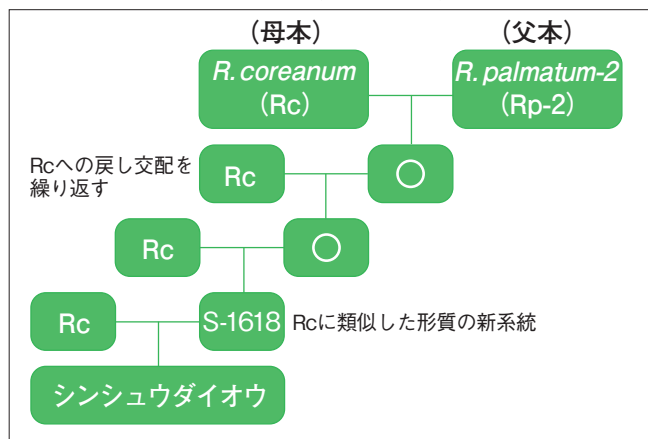 (母本) (父本)
R. coreanum R. palmatum-2
(Rc) (Rp-2)
Rcへの戻し交配を
繰り返す
Rc ○
Rc ○
Rc S-1618 Rcに類似した形質の新系統
シンシュウダイオウ